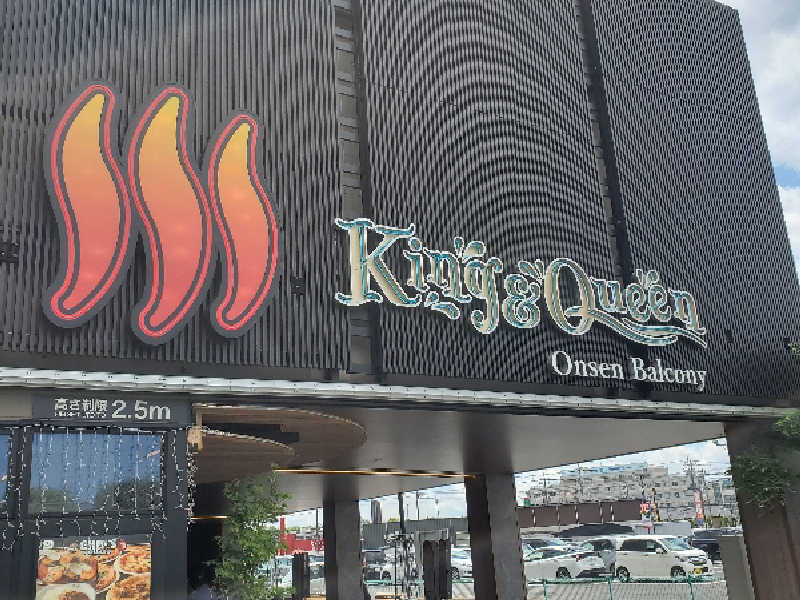 King & Queen
Onsen Balcony
高さ制限 2.5m